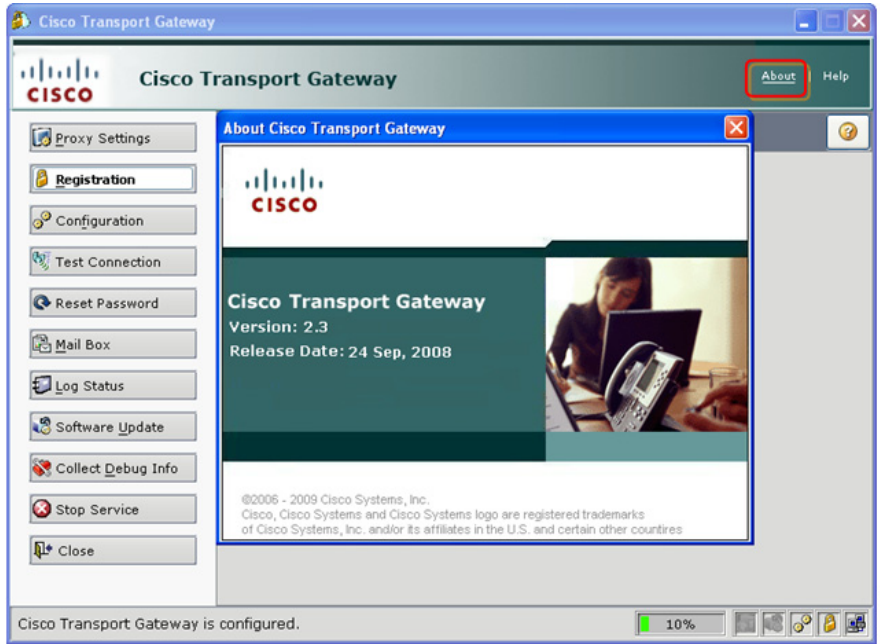 Cisco Transport Gateway
CISCO
Cisco Transport Gateway
About | Help
Proxy Settings
Registration
Configuration
Test Connection
Reset Password
Mail Box
Log Status
Software Update
Collect Debug Info
Stop Service
Close
About Cisco Transport Gateway
CISCO
Cisco Transport Gateway
Version: 2.3
Release Date: 24 Sep, 2008
©2006 - 2009 Cisco Systems, Inc.
Cisco, Cisco Systems and Cisco Systems logo are registered trademarks
of Cisco Systems, Inc. and/or its affiliates in the U.S. and certain other countires
Cisco Transport Gateway is configured.
10%